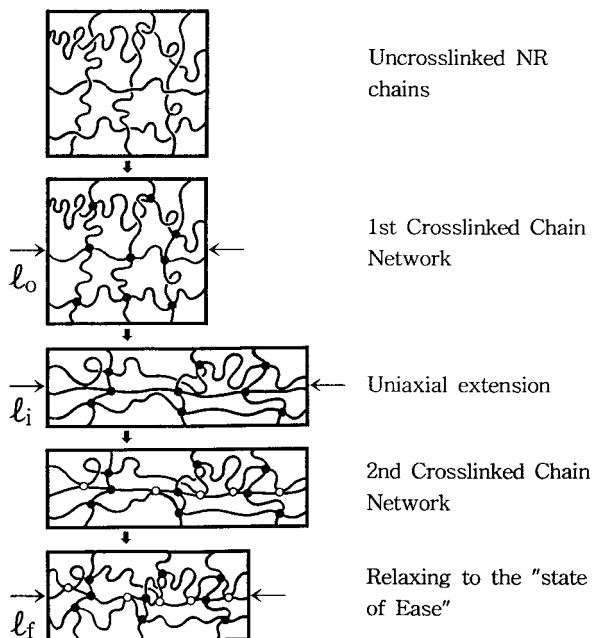 Uncrosslinked NR
chains
1st Crosslinked Chain
Network
ℓo
Uniaxial extension
ℓi
2nd Crosslinked Chain
Network
Relaxing to the "state
of Ease"
ℓf